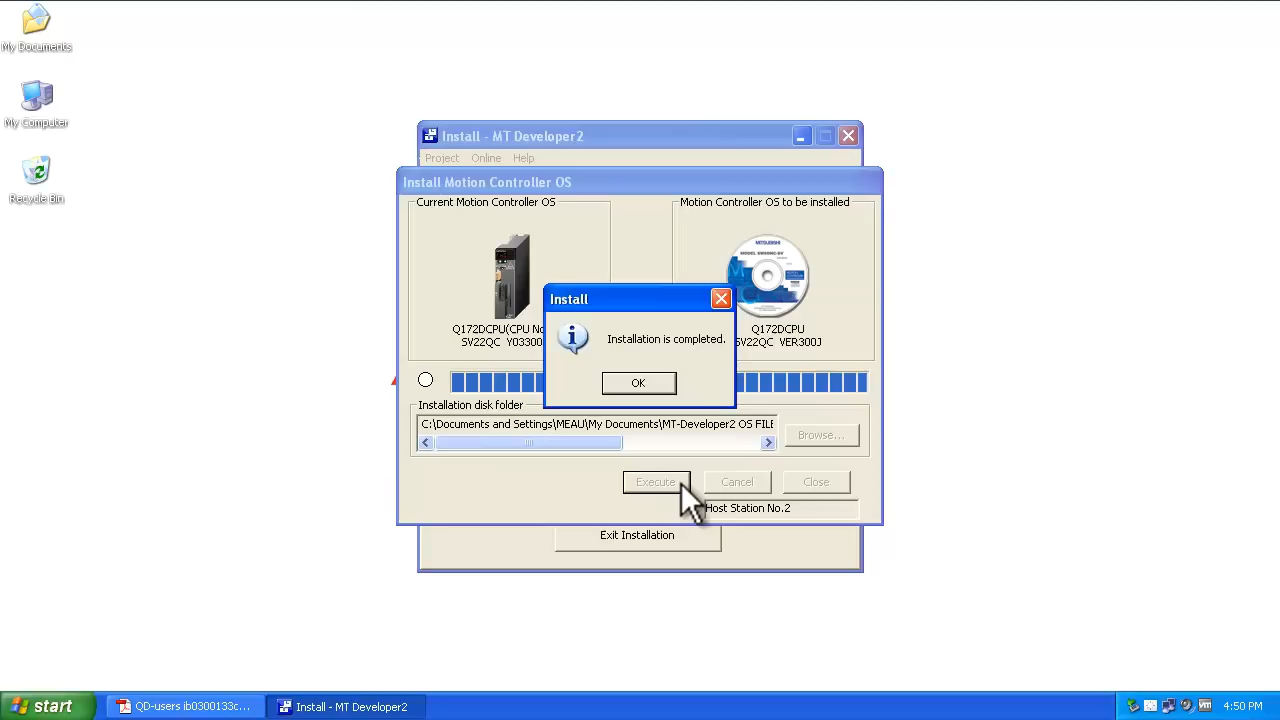 My Documents
My Computer
Recycle Bin
Install - MT Developer2
Project Online Help
Install Motion Controller OS
Current Motion Controller OS
Motion Controller OS to be installed
MITSUBISHI
Q172DCPU(CPU No
SV22QC Y03300
Q172DCPU
SV22QC VER300J
Install
Installation is completed.
OK
Installation disk folder
C:\Documents and Settings\MEAU\My Documents\MT-Developer2 OS FILE
Browse...
Execute
Cancel
Close
Host Station No.2
Exit Installation
start
QD-users ib0300133c...
Install - MT Developer2
4:50 PM